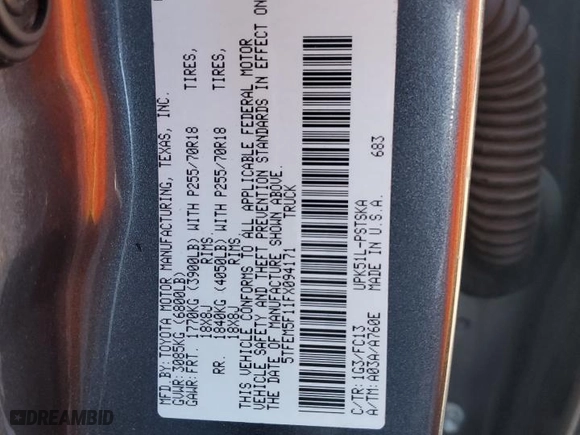 MFD.BY:TOYOTA MOTOR MANUFACTURING, TEXAS, INC.
GVWR: 3085KG (6800LB)
GAWR: FRT. 1770KG (3900LB) WITH P255/70R18 TIRES,
18X8J RIMS
RR. 1840KG (4050LB) WITH P255/70R18 TIRES,
18X8J RIMS
THIS VEHICLE CONFORMS TO ALL APPLICABLE FEDERAL MOTOR
VEHICLE SAFETY AND THEFT PREVENTION STANDARDS IN EFFECT ON
THE DATE OF MANUFACTURE SHOWN ABOVE.
5TFEM5F11FX094171 TRUCK
C/TR: 1G3/FC13 UPK51L-PSTSKA 683
A/TM: A03A/A760E MADE IN U.S.A.
DREAMBID